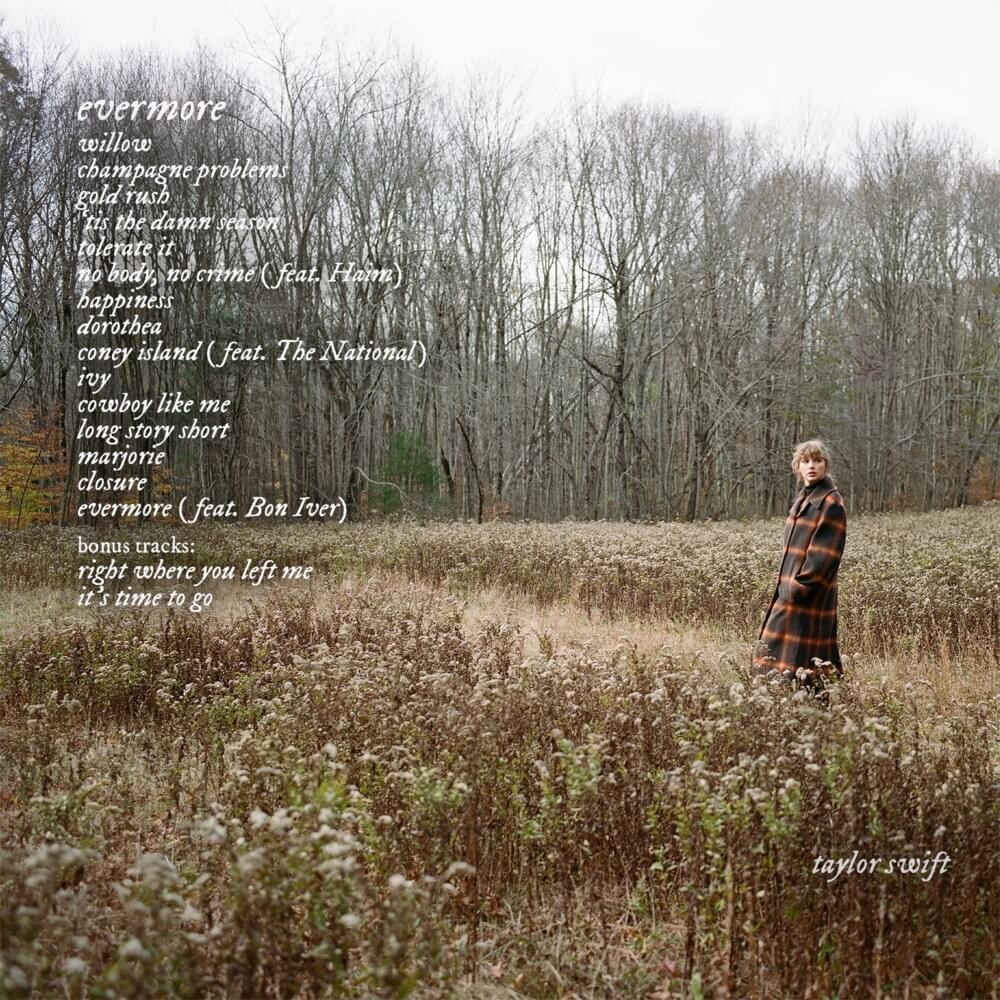 evermore
willow
champagne problems
gold rush
'tis the damn season
tolerate it
no body, no crime (feat. Haim)
happiness
dorothea
coney island (feat. The National)
ivy
cowboy like me
long story short
marjorie
closure
evermore (feat. Bon Iver)
bonus tracks:
right where you left me
it's time to go
taylor swift